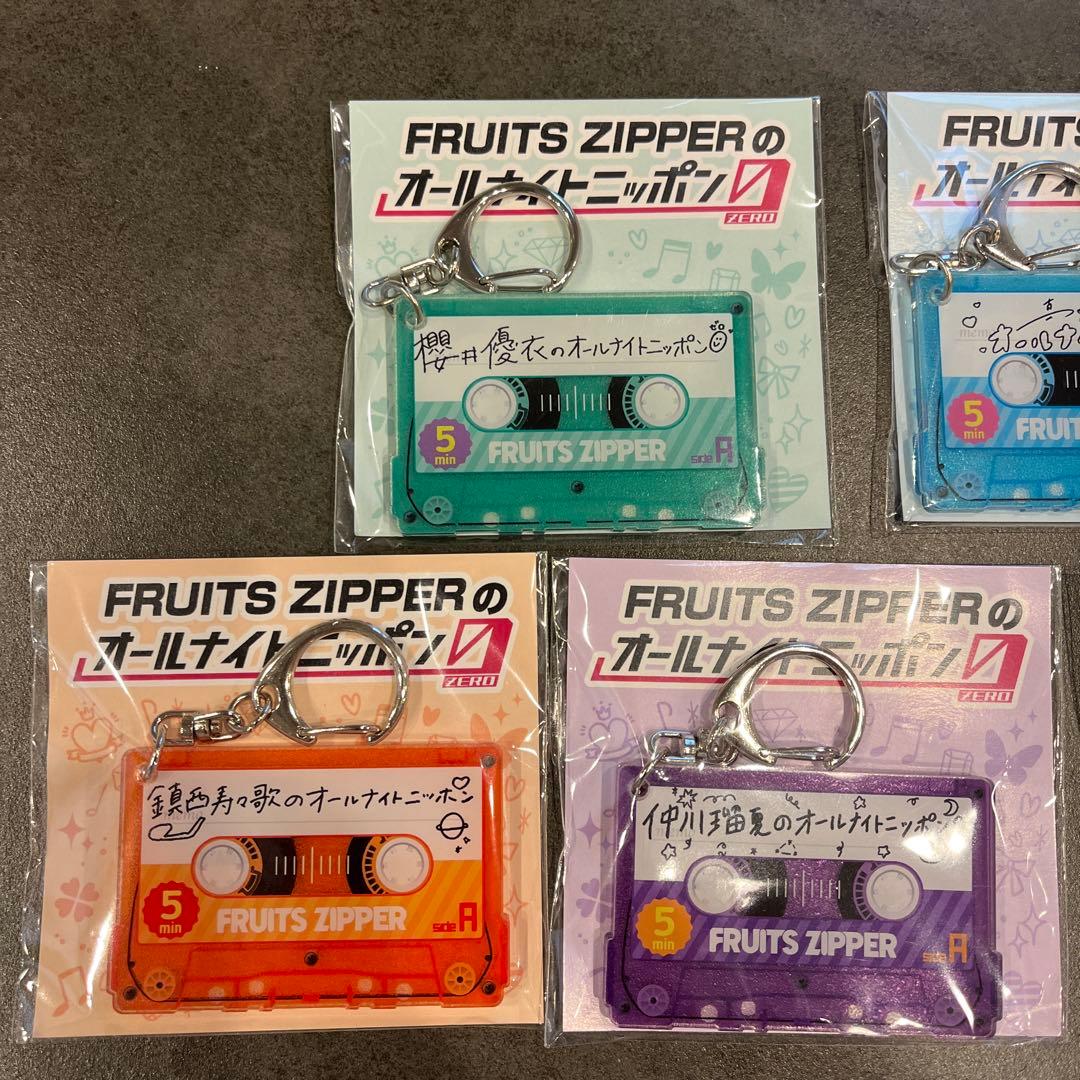 FRUITS ZIPPERの
オールナイトニッポン0
ZERO
櫻井優衣のオールナイトニッポン
5
min
FRUITS ZIPPER
side A
FRUITS
オールナイ
真
mem
オールナ
5
min
FRUIT
FRUITS ZIPPERの
オールナイトニッポン0
ZERO
鎮西寿々歌のオールナイトニッポン
5
min
FRUITS ZIPPER
side A
FRUITS ZIPPERの
オールナイトニッポン0
ZERO
仲川瑠夏のオールナイトニッポン
5
min
FRUITS ZIPPER
side A